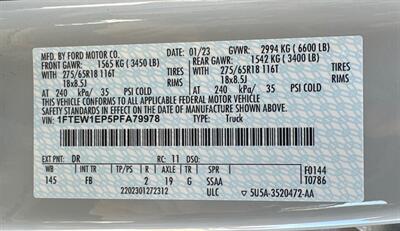 MFD. BY FORD MOTOR CO. 01/23 GVWR: 2994 KG (6600 LB)
FRONT GAWR: 1565 KG (3450 LB) REAR GAWR: 1542 KG (3400 LB)
WITH WITH
275/65R18 116T TIRES 275/65R18 116T TIRES
18x8.5J RIMS 18x8.5J RIMS
AT 240 kPa/ 35 PSI COLD AT 240 kPa/ 35 PSI COLD
THIS VEHICLE CONFORMS TO ALL APPLICABLE FEDERAL MOTOR VEHICLE
SAFETY STANDARDS IN EFFECT ON THE DATE OF MANUFACTURE SHOWN ABOVE.
VIN: 1FTEW1EP5PFA79978 TYPE: Truck
EXT PNT: DR RC: 11 DSO:
WB INT TR TP/PS R AXLE TR SPR F0144
145 FB 2 19 G SSAA T0786
2202301272312 ULC ▽ 5U5A-3520472-AA